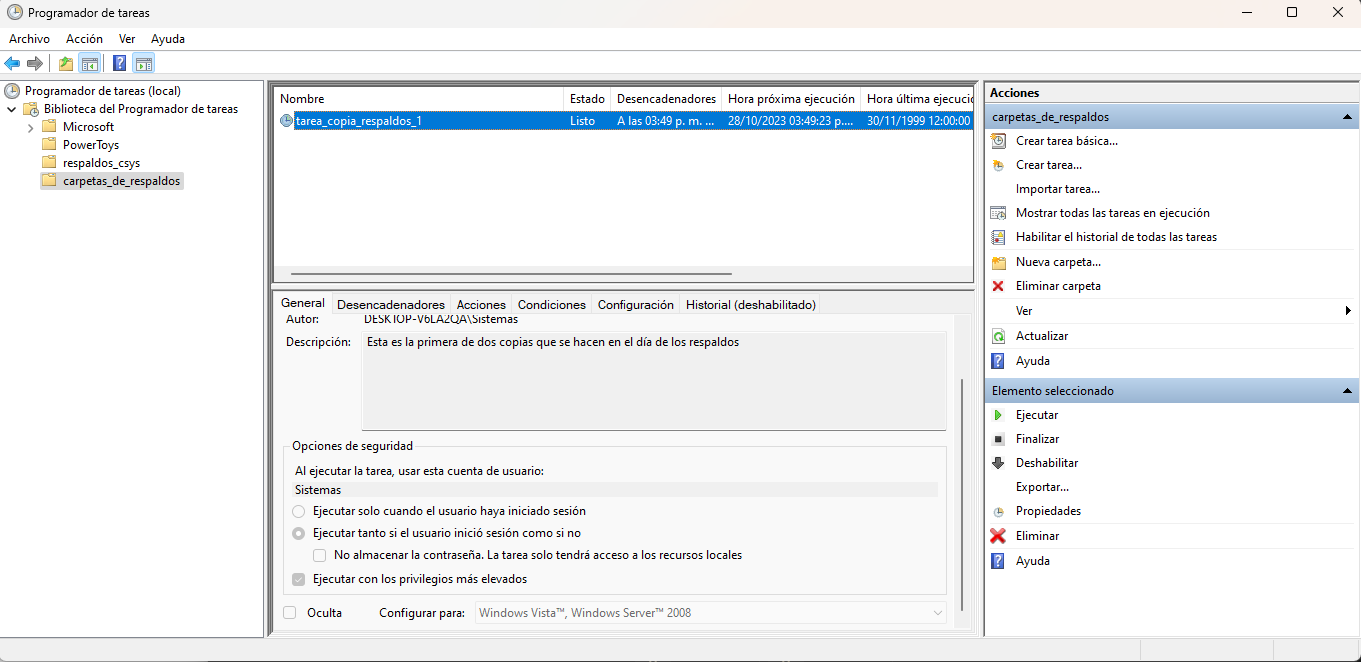 Programador de tareas
Archivo Acción Ver Ayuda
Programador de tareas (local)
Biblioteca del Programador de tareas
Microsoft
PowerToys
respaldos_csys
carpetas_de_respaldos
Nombre Estado Desencadenadores Hora próxima ejecución Hora última ejecució
tarea_copia_respaldos_1 Listo A las 03:49 p. m. ... 28/10/2023 03:49:23 p.... 30/11/1999 12:00:00
General Desencadenadores Acciones Condiciones Configuración Historial (deshabilitado)
Autor: DESKTOP-V6LA2QA\Sistemas
Descripción: Esta es la primera de dos copias que se hacen en el día de los respaldos
Opciones de seguridad
Al ejecutar la tarea, usar esta cuenta de usuario:
Sistemas
Ejecutar solo cuando el usuario haya iniciado sesión
Ejecutar tanto si el usuario inició sesión como si no
No almacenar la contraseña. La tarea solo tendrá acceso a los recursos locales
Ejecutar con los privilegios más elevados
Oculta Configurar para: Windows Vista™, Windows Server™ 2008
Acciones
carpetas_de_respaldos
Crear tarea básica...
Crear tarea...
Importar tarea...
Mostrar todas las tareas en ejecución
Habilitar el historial de todas las tareas
Nueva carpeta...
Eliminar carpeta
Ver
Actualizar
Ayuda
Elemento seleccionado
Ejecutar
Finalizar
Deshabilitar
Exportar...
Propiedades
Eliminar
Ayuda